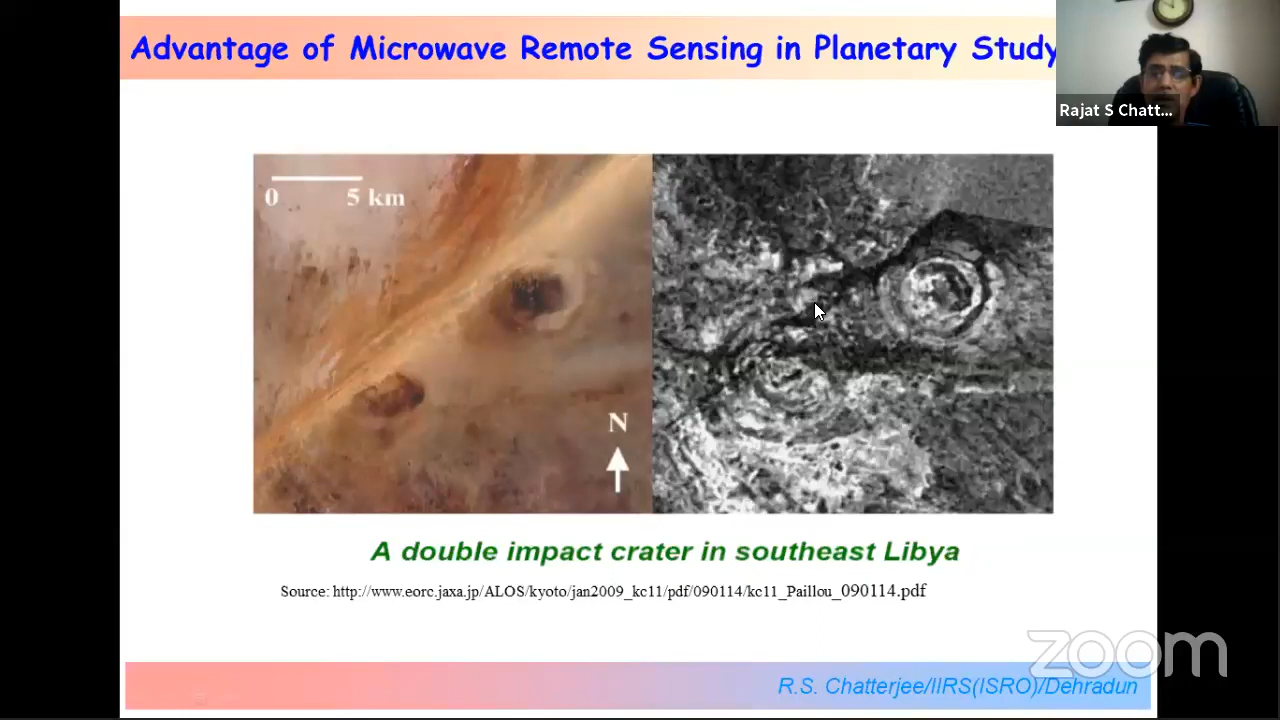 Advantage of Microwave Remote Sensing in Planetary Study
Rajat S Chatt...
0 5 km
N
A double impact crater in southeast Libya
Source: http://www.eorc.jaxa.jp/ALOS/kyoto/jan2009_kc11/pdf/090114/kc11_Paillou_090114.pdf
zoom
R.S. Chatterjee/IIRS(ISRO)/Dehradun